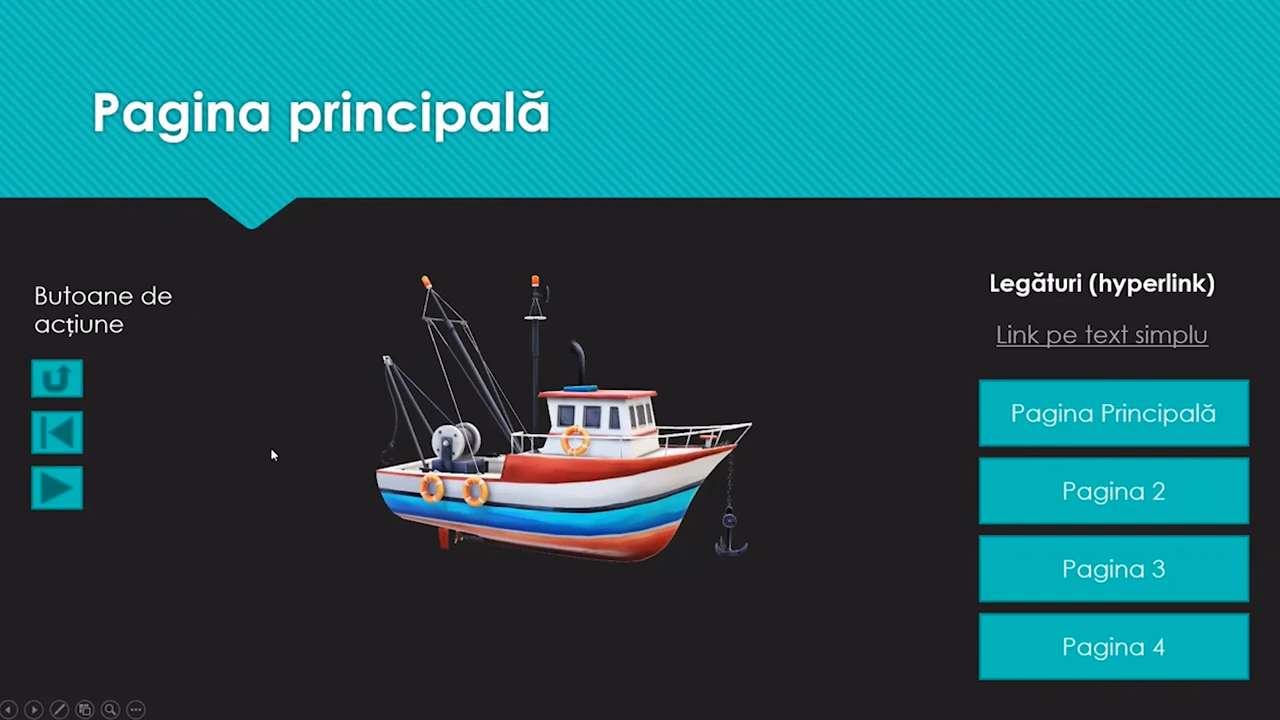 Pagina principală
Butoane de
acțiune
Legături (hyperlink)
Link pe text simplu
Pagina Principală
Pagina 2
Pagina 3
Pagina 4